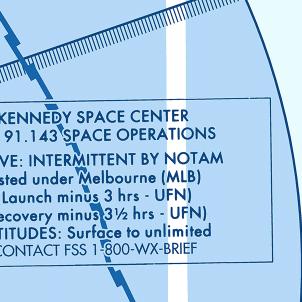 KENNEDY SPACE CENTER
91.143 SPACE OPERATIONS
VE: INTERMITTENT BY NOTAM
sted under Melbourne (MLB)
Launch minus 3 hrs - UFN)
ecovery minus 3½ hrs - UFN)
TITUDES: Surface to unlimited
CONTACT FSS 1-800-WX-BRIEF